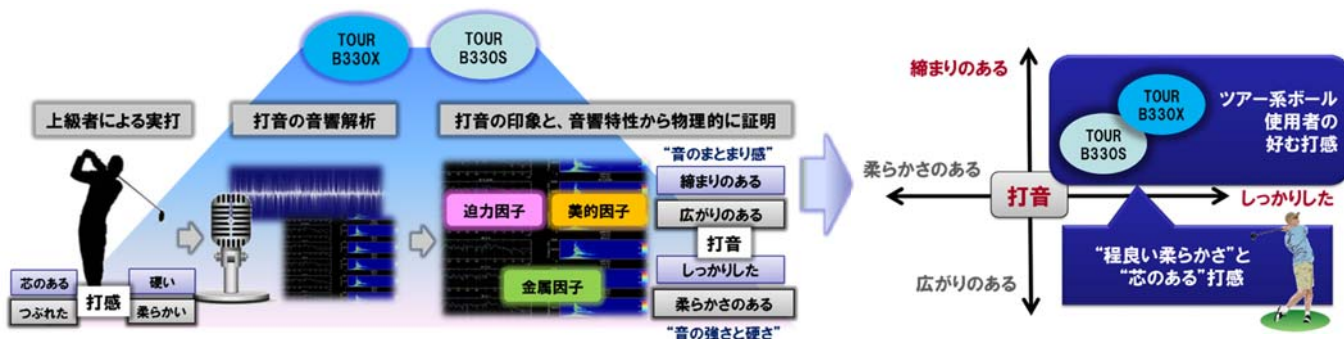 TOUR
B330X
TOUR
B330S
上級者による実打
打音の音響解析
打音の印象と、音響特性から物理的に証明
芯のある
硬い
つぶれた
柔らかい
打感
迫力因子
美的因子
金属因子
“音のまとまり感”
締まりのある
広がりのある
打音
しっかりした
柔らかさのある
“音の強さと硬さ”
締まりのある
TOUR
B330X
TOUR
B330S
ツアー系ボール
使用者の
好む打感
柔らかさのある
打音
しっかりした
広がりのある
“程良い柔らかさ”と
“芯のある”打感